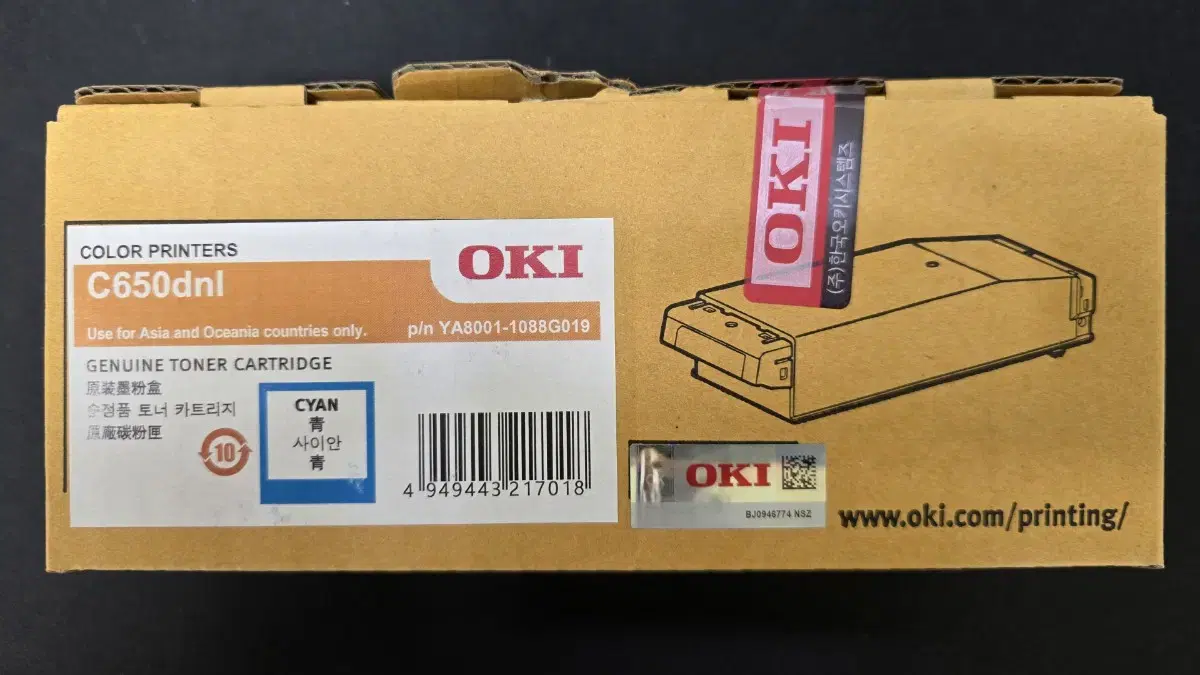 OKI
(주)한국오키시스템즈
COLOR PRINTERS
OKI
C650dnl
Use for Asia and Oceania countries only.
p/n YA8001-1088G019
GENUINE TONER CARTRIDGE
原裝墨粉盒
순정품 토너 카트리지
原廠碳粉匣
10
CYAN
青
사이안
青
4 949443 217018
OKI
BJ0946774 NSZ
www.oki.com/printing/